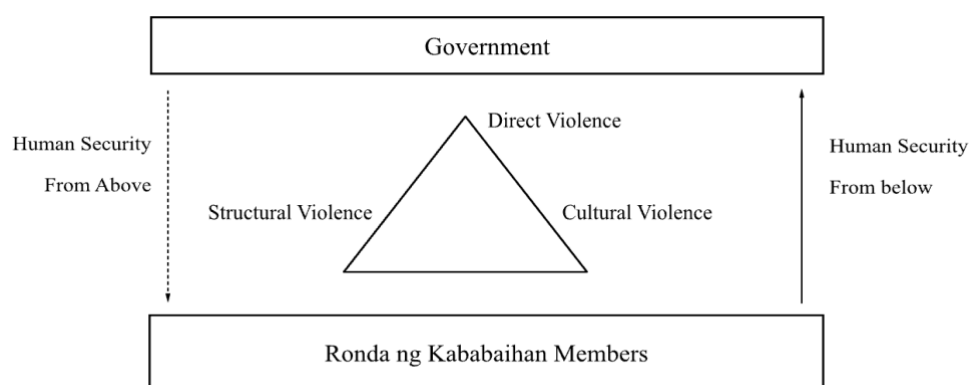 Government
Human Security
From Above
Direct Violence
Structural Violence
Cultural Violence
Human Security
From below
Ronda ng Kababaihan Members